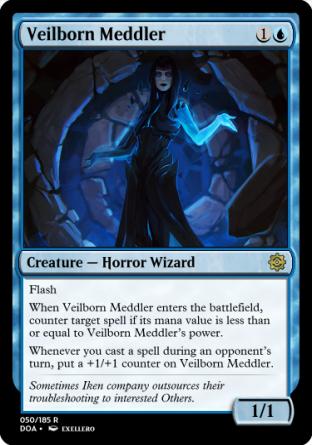 Veilborn Meddler 1
Creature — Horror Wizard
Flash
When Veilborn Meddler enters the battlefield,
counter target spell if its mana value is less than
or equal to Veilborn Meddler's power.
Whenever you cast a spell during an opponent's
turn, put a +1/+1 counter on Veilborn Meddler.
Sometimes Iken company outsources their
troubleshooting to interested Others.
1/1
050/185 R
DOA • EXELLERO